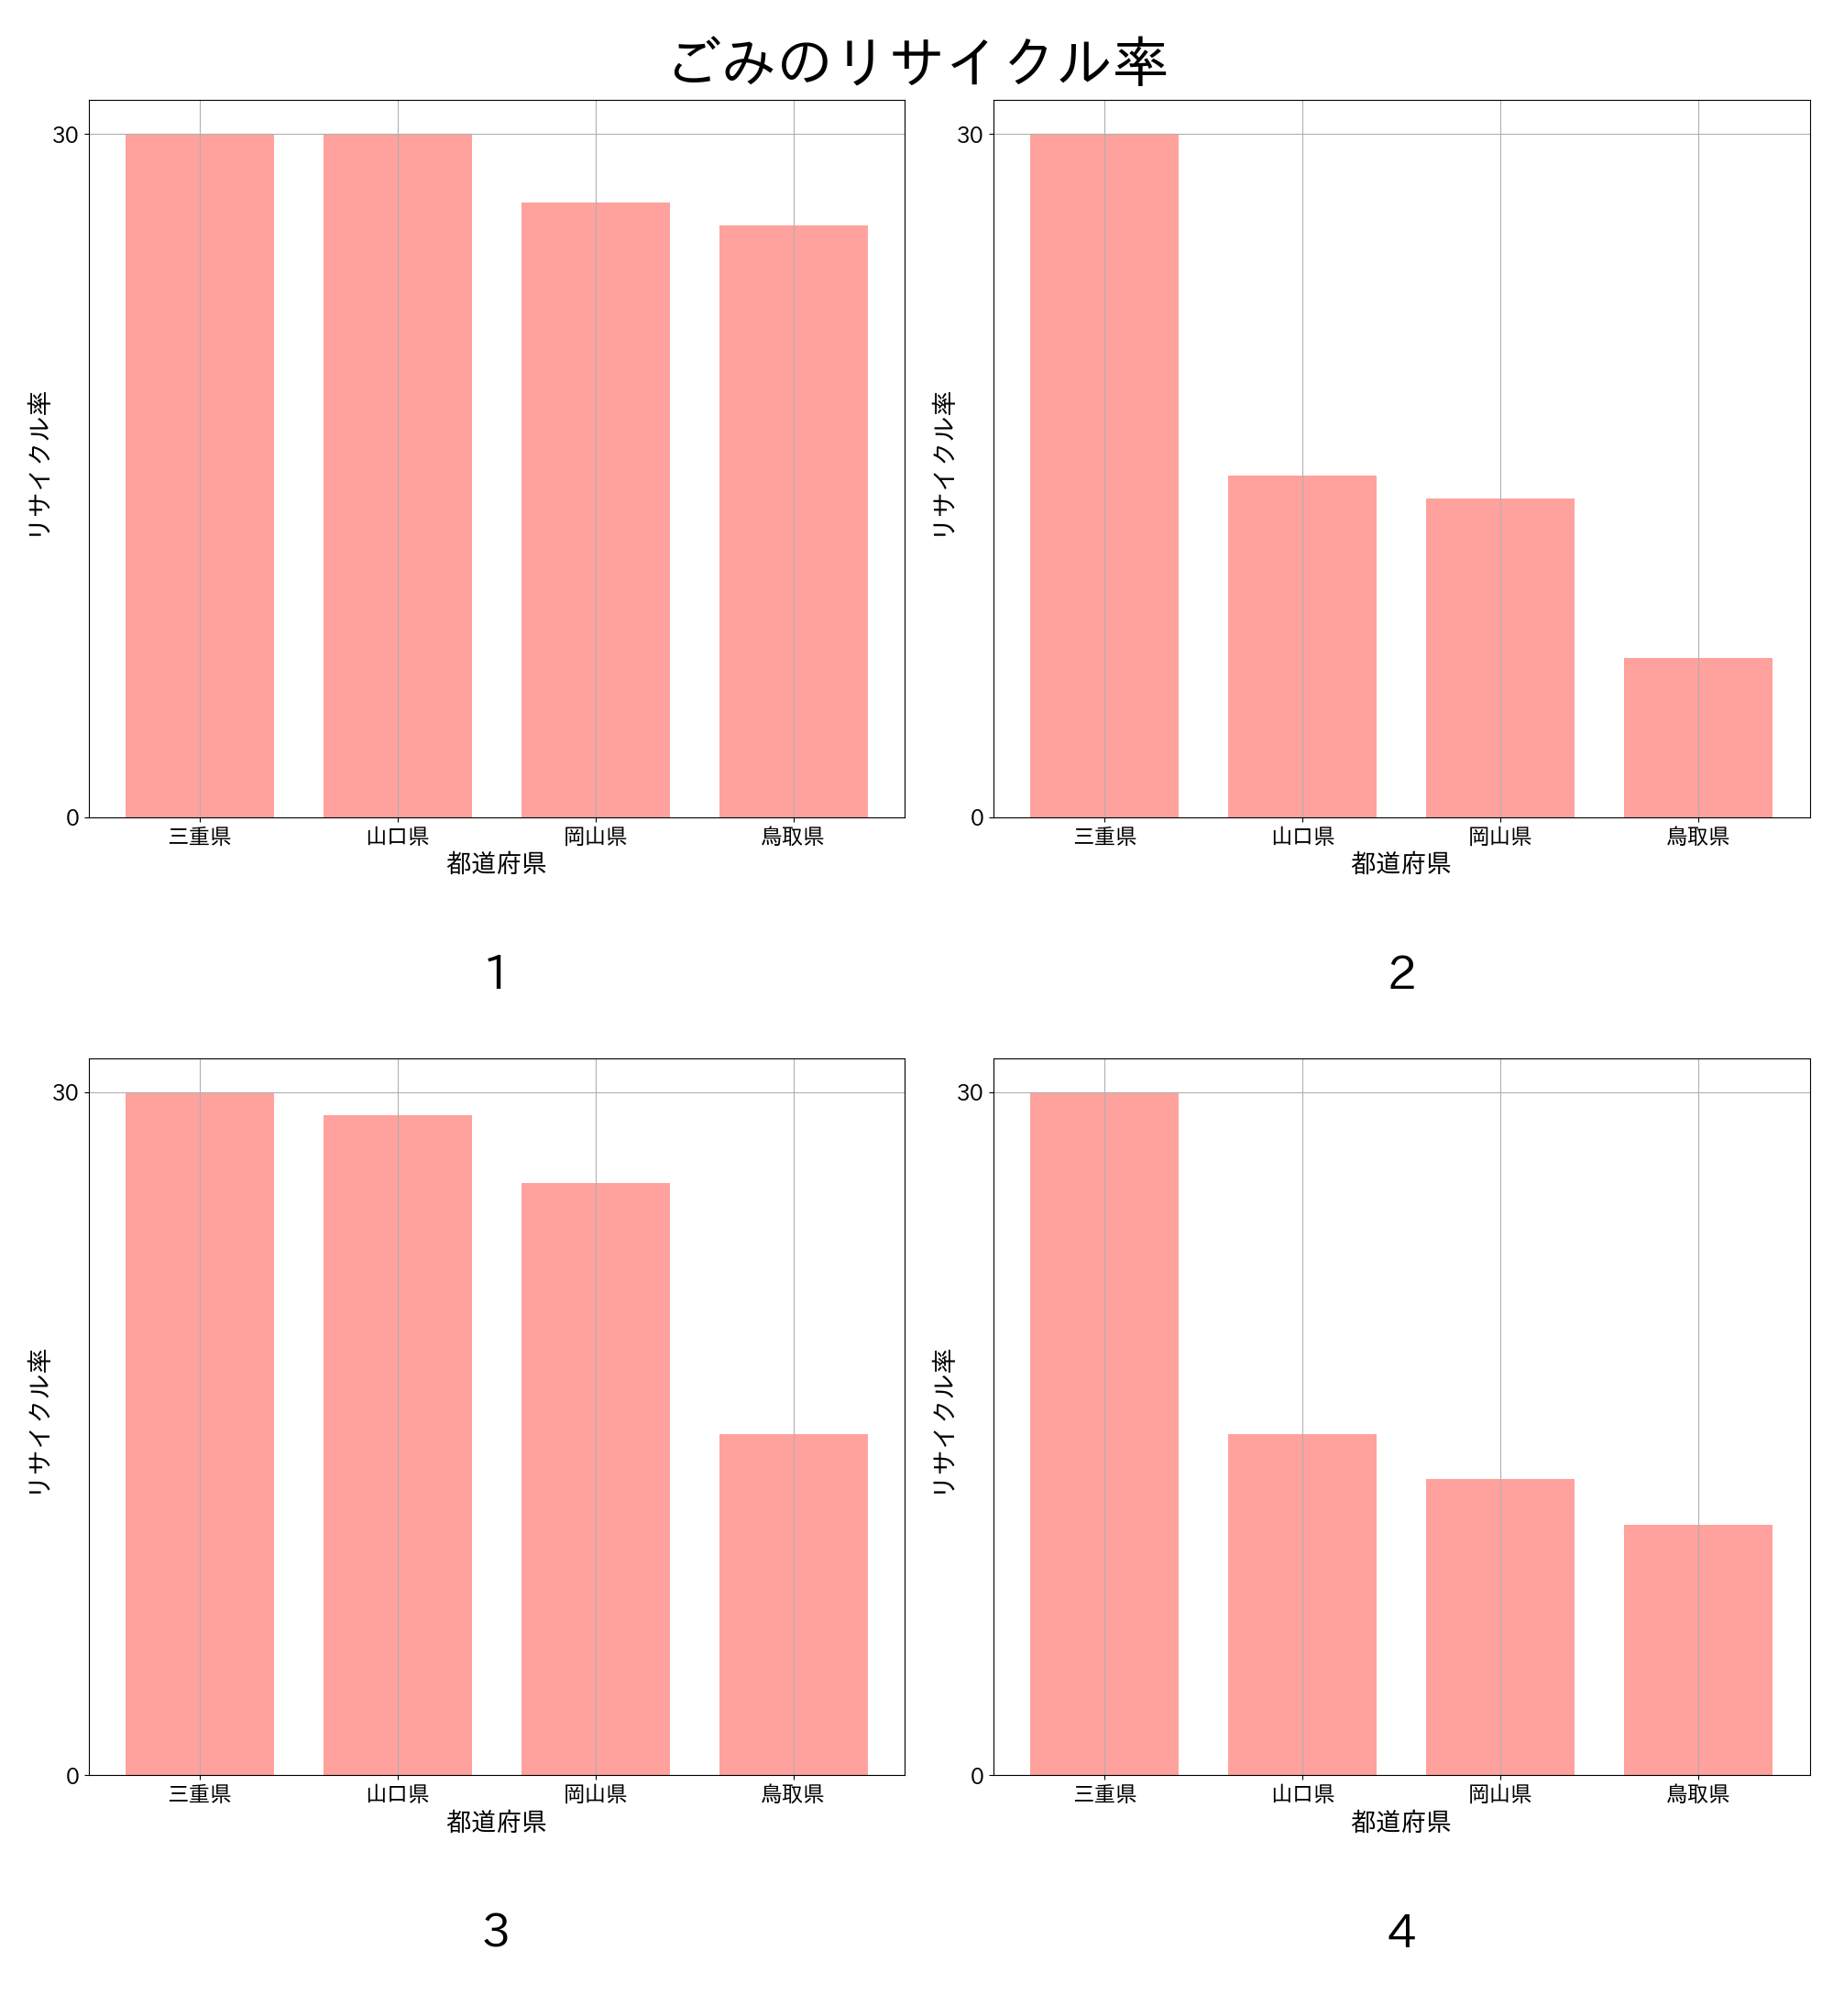 ごみのリサイクル率
30
0
リサイクル率
三重県 山口県 岡山県 鳥取県
都道府県
1
30
0
リサイクル率
三重県 山口県 岡山県 鳥取県
都道府県
2
30
0
リサイクル率
三重県 山口県 岡山県 鳥取県
都道府県
3
30
0
リサイクル率
三重県 山口県 岡山県 鳥取県
都道府県
4